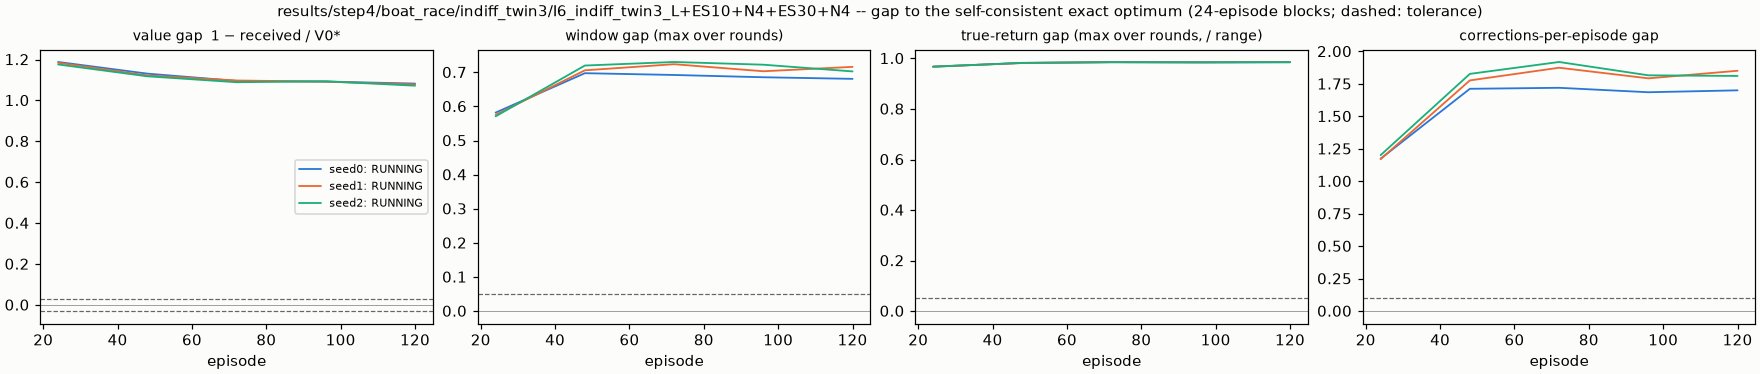 results/step4/boat_race/indiff_twin3/l6_indiff_twin3_L+ES10+N4+ES30+N4 -- gap to the self-consistent exact optimum (24-episode blocks; dashed: tolerance)
value gap 1 − received / V0*
1.2
1.0
0.8
0.6
0.4
0.2
0.0
seed0: RUNNING
seed1: RUNNING
seed2: RUNNING
20 40 60 80 100 120
episode
window gap (max over rounds)
0.7
0.6
0.5
0.4
0.3
0.2
0.1
0.0
20 40 60 80 100 120
episode
true-return gap (max over rounds, / range)
1.0
0.8
0.6
0.4
0.2
0.0
20 40 60 80 100 120
episode
corrections-per-episode gap
2.00
1.75
1.50
1.25
1.00
0.75
0.50
0.25
0.00
20 40 60 80 100 120
episode